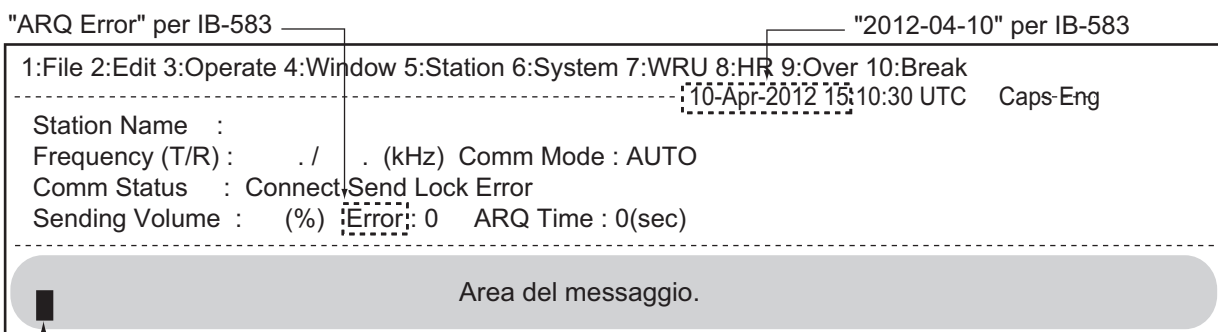 "ARQ Error" per IB-583 "2012-04-10" per IB-583
1:File 2:Edit 3:Operate 4:Window 5:Station 6:System 7:WRU 8:HR 9:Over 10:Break
10-Apr-2012 15:10:30 UTC Caps Eng
Station Name :
Frequency (T/R) : . / . (kHz) Comm Mode : AUTO
Comm Status : Connect Send Lock Error
Sending Volume : (%) Error : 0 ARQ Time : 0(sec)
Area del messaggio.